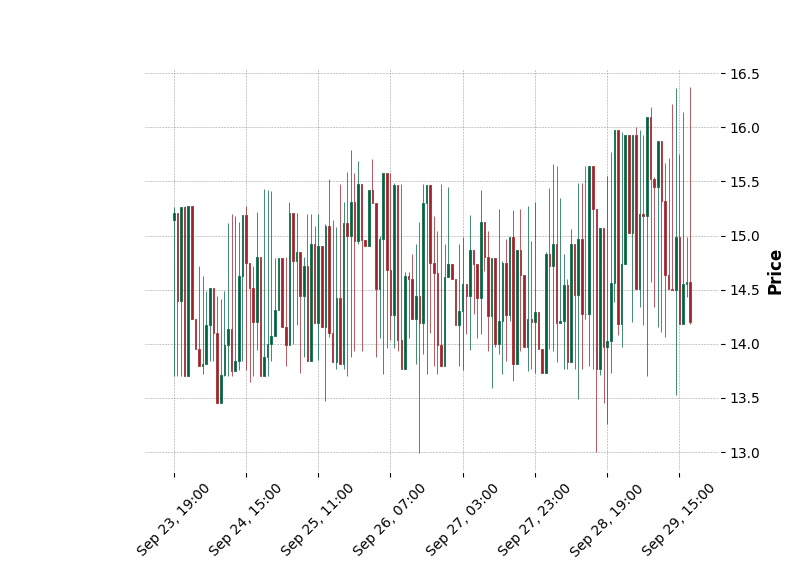 16.5
16.0
15.5
15.0
14.5
14.0
13.5
13.0
Price
Sep 23, 19:00
Sep 24, 15:00
Sep 25, 11:00
Sep 26, 07:00
Sep 27, 03:00
Sep 27, 23:00
Sep 28, 19:00
Sep 29, 15:00